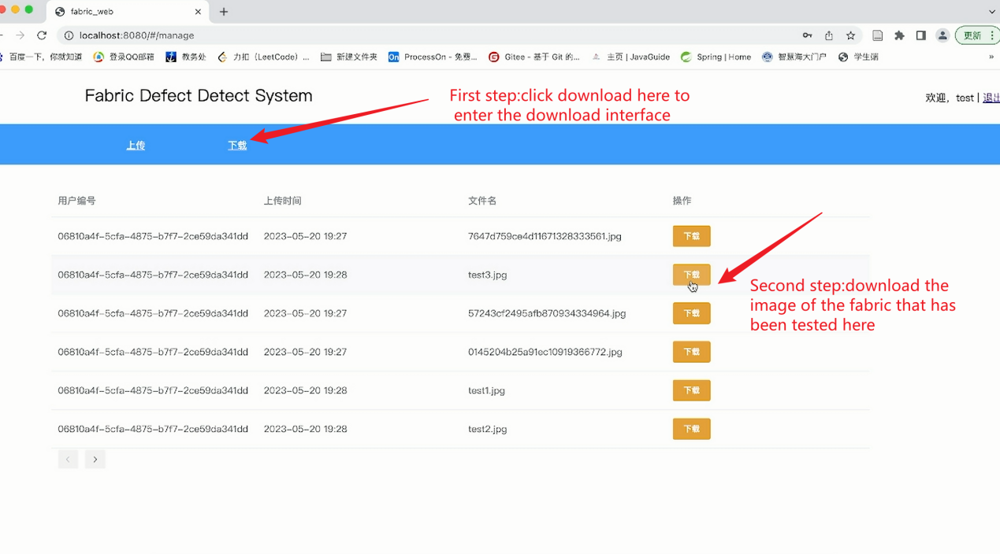 fabric_web
localhost:8080/#/manage
更新
百度一下，你就知道 登录QQ邮箱 教务处 力扣（LeetCode）... 新建文件夹 ProcessOn - 免费... Gitee - 基于 Git 的... 主页 | JavaGuide Spring | Home 智慧海大门户 学生端 »
Fabric Defect Detect System
First step:click download here to
enter the download interface
欢迎，test | 退出
上传 下载
用户编号 上传时间 文件名 操作
06810a4f-5cfa-4875-b7f7-2ce59da341dd 2023-05-20 19:27 7647d759ce4d11671328333561.jpg 下载
06810a4f-5cfa-4875-b7f7-2ce59da341dd 2023-05-20 19:28 test3.jpg 下载
Second step:download the
image of the fabric that has
been tested here
06810a4f-5cfa-4875-b7f7-2ce59da341dd 2023-05-20 19:27 57243cf2495afb870934334964.jpg 下载
06810a4f-5cfa-4875-b7f7-2ce59da341dd 2023-05-20 19:27 0145204b25a91ec10919366772.jpg 下载
06810a4f-5cfa-4875-b7f7-2ce59da341dd 2023-05-20 19:28 test1.jpg 下载
06810a4f-5cfa-4875-b7f7-2ce59da341dd 2023-05-20 19:28 test2.jpg 下载